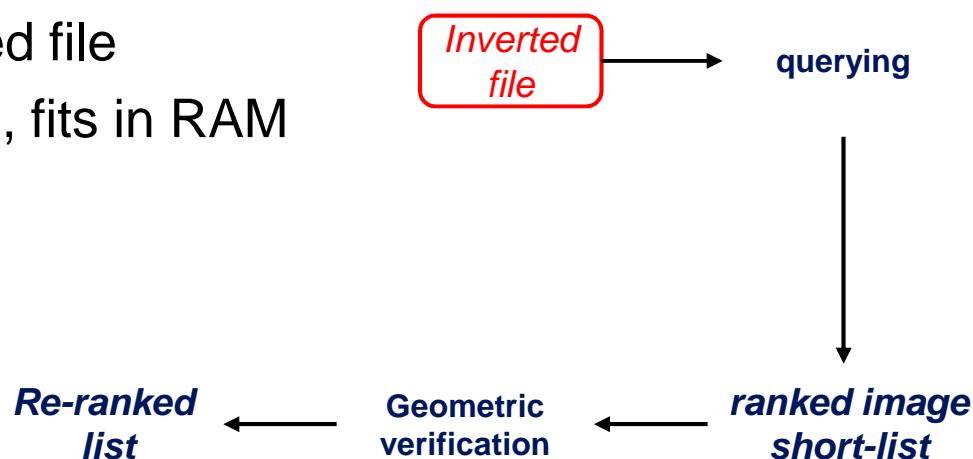 ed file
, fits in RAM
Inverted
file
querying
ranked image
short-list
Geometric
verification
Re-ranked
list